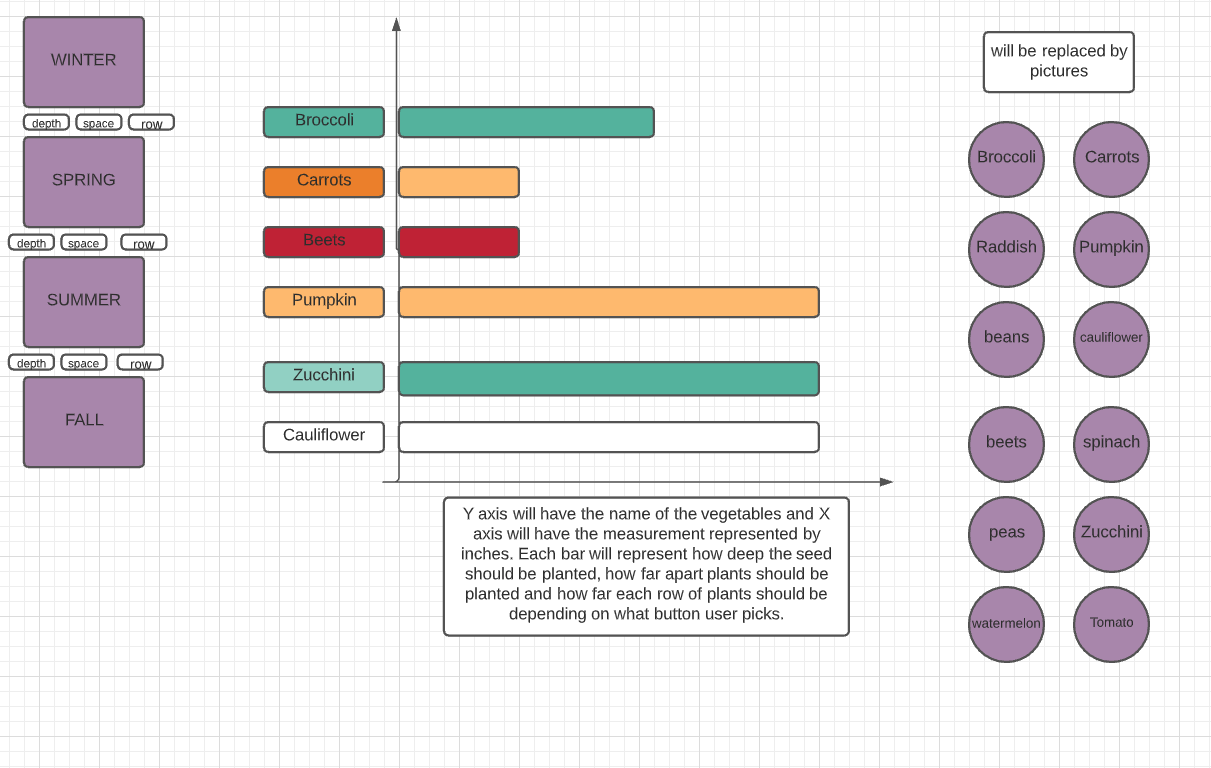 WINTER
depth space row
SPRING
depth space row
SUMMER
depth space row
FALL
Broccoli
Carrots
Beets
Pumpkin
Zucchini
Cauliflower
Y axis will have the name of the vegetables and X
axis will have the measurement represented by
inches. Each bar will represent how deep the seed
should be planted, how far apart plants should be
planted and how far each row of plants should be
depending on what button user picks.
will be replaced by
pictures
Broccoli Carrots
Raddish Pumpkin
beans cauliflower
beets spinach
peas Zucchini
watermelon Tomato